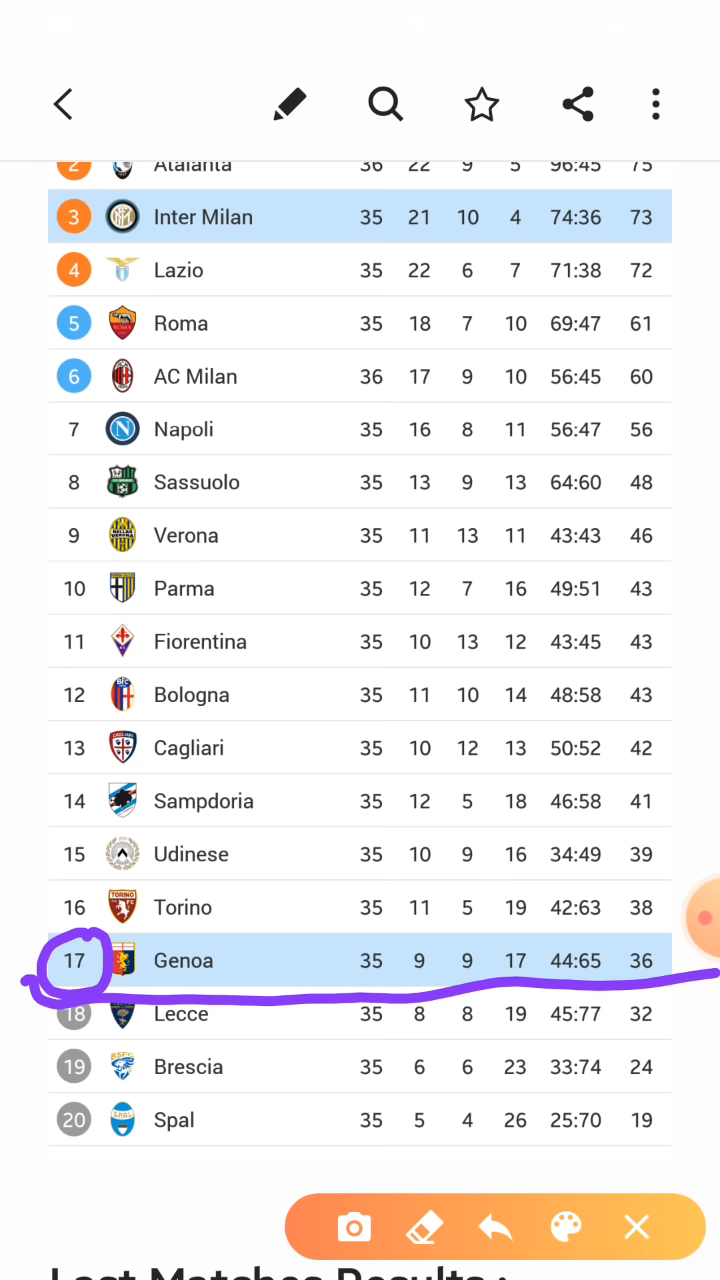 2 Atalanta 36 22 9 5 96:45 75
3 Inter Milan 35 21 10 4 74:36 73
4 Lazio 35 22 6 7 71:38 72
5 Roma 35 18 7 10 69:47 61
6 AC Milan 36 17 9 10 56:45 60
7 Napoli 35 16 8 11 56:47 56
8 Sassuolo 35 13 9 13 64:60 48
9 Verona 35 11 13 11 43:43 46
10 Parma 35 12 7 16 49:51 43
11 Fiorentina 35 10 13 12 43:45 43
12 Bologna 35 11 10 14 48:58 43
13 Cagliari 35 10 12 13 50:52 42
14 Sampdoria 35 12 5 18 46:58 41
15 Udinese 35 10 9 16 34:49 39
16 Torino 35 11 5 19 42:63 38
17 Genoa 35 9 9 17 44:65 36
18 Lecce 35 8 8 19 45:77 32
19 Brescia 35 6 6 23 33:74 24
20 Spal 35 5 4 26 25:70 19
Last Matches Results :